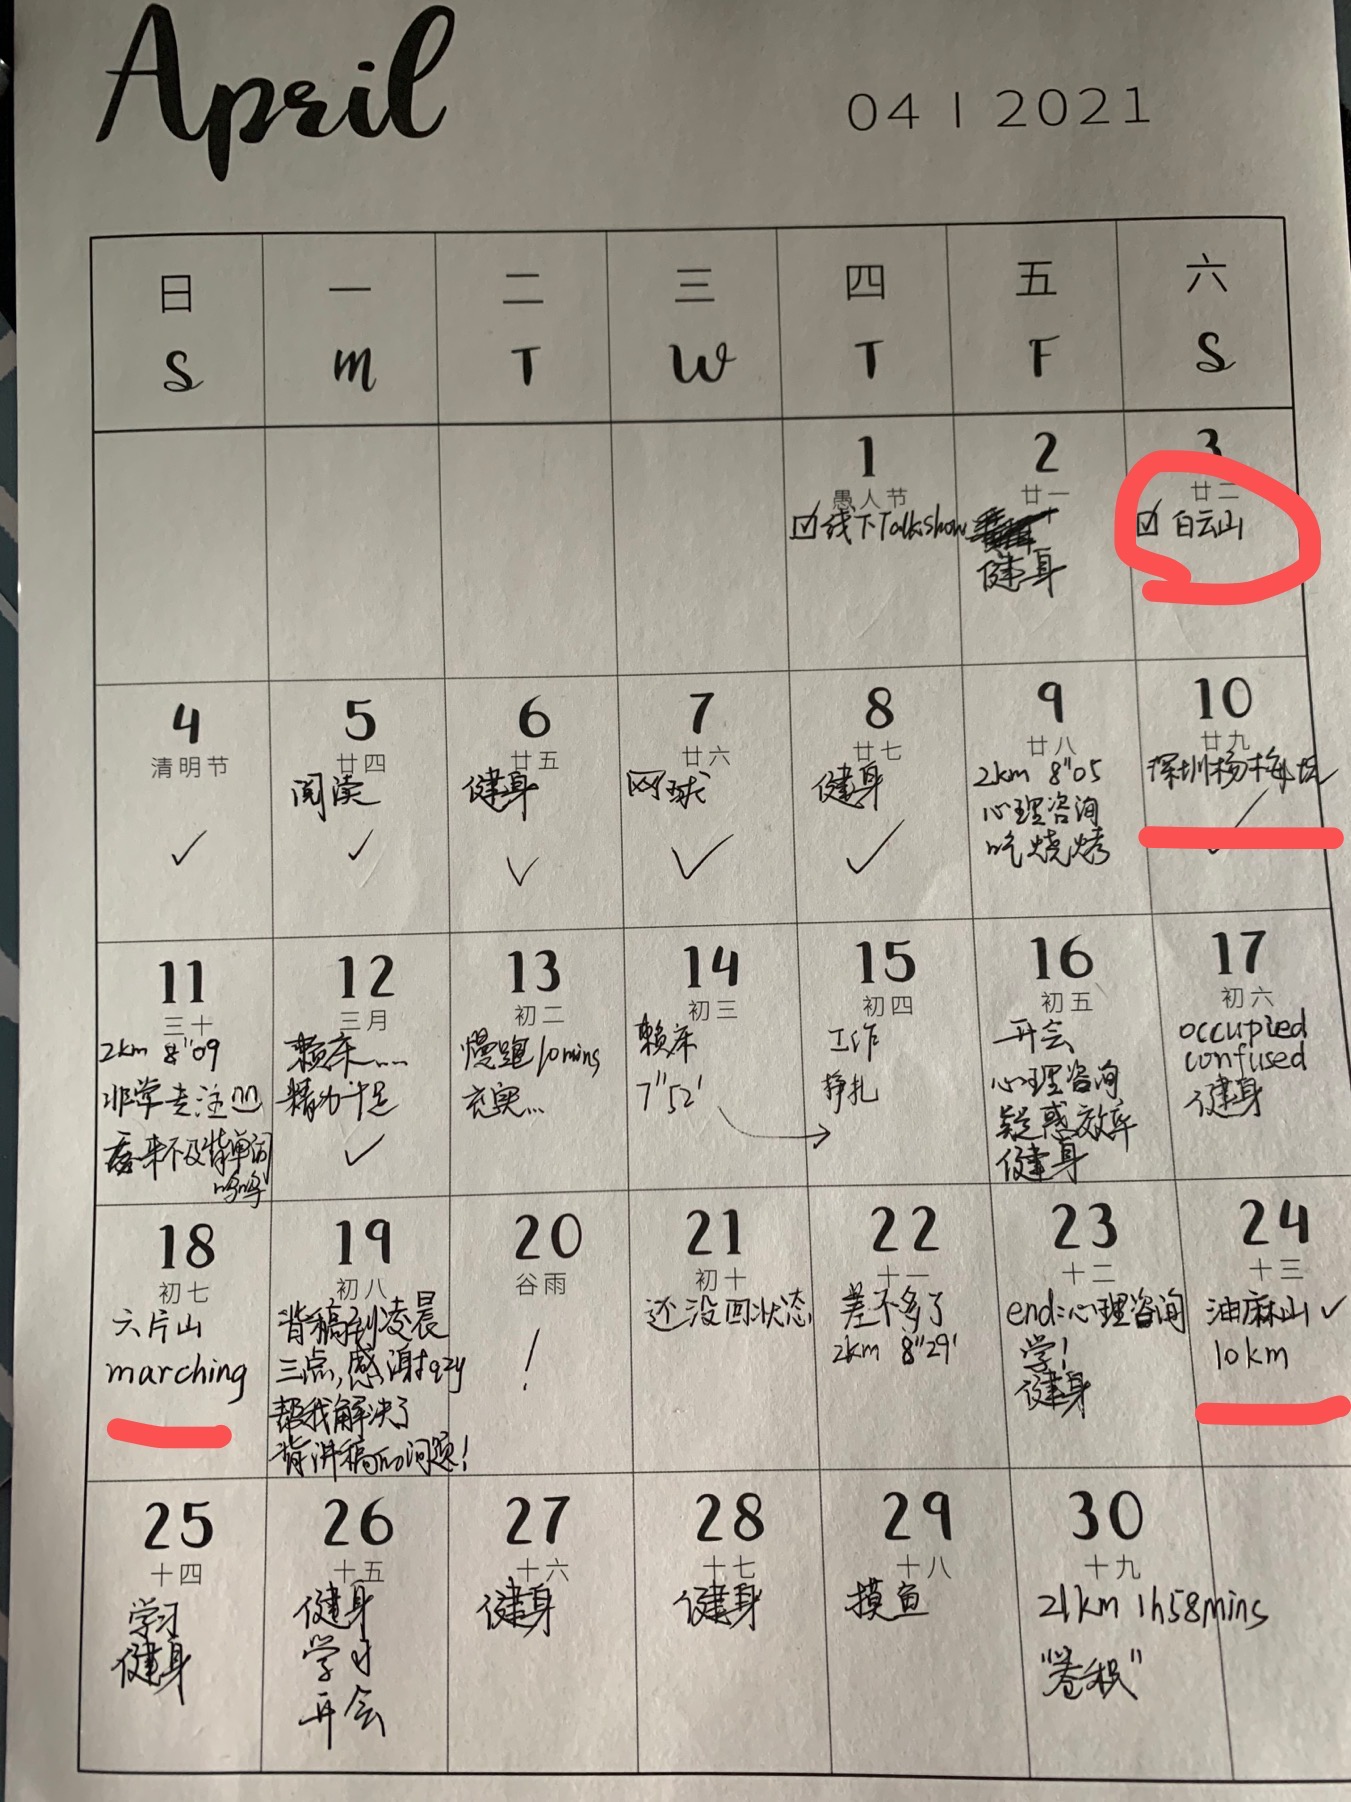 April
04 | 2021
日 一 二 三 四 五 六
S M T W T F S
1 2 3
愚人节 廿一 廿二
☑线下Talkshow
健身
☑ 白云山
4 5 6 7 8 9 10
清明节 廿四 廿五 廿六 廿七 廿八 廿九
✓
阅读
✓
健身
✓
网球
✓
健身
✓
2km 8"05
心理咨询
吃烧烤
深圳杨梅坑
✓
11 12 13 14 15 16 17
三十 三月 初二 初三 初四 初五 初六
2km 8"09
非常专注
来不及背单词
呜呜
赖床……
精力十足
✓
慢跑10mins
充实...
赖床
7"52'
工作
挣扎
开会
心理咨询
疑惑效率
健身
occupied
confused
健身
18 19 20 21 22 23 24
初七 初八 谷雨 初十 十一 十二 十三
六片山
marching
背稿到凌晨
三点,感谢qzy
帮我解决了
背讲稿的问题!
!
还没回状态
差不多了
2km 8"29'
end:心理咨询
学!
健身
油麻山✓
10km
25 26 27 28 29 30
十四 十五 十六 十七 十八 十九
学习
健身
健身
学习
开会
健身
健身
摸鱼
21km 1h58mins
"卷积"